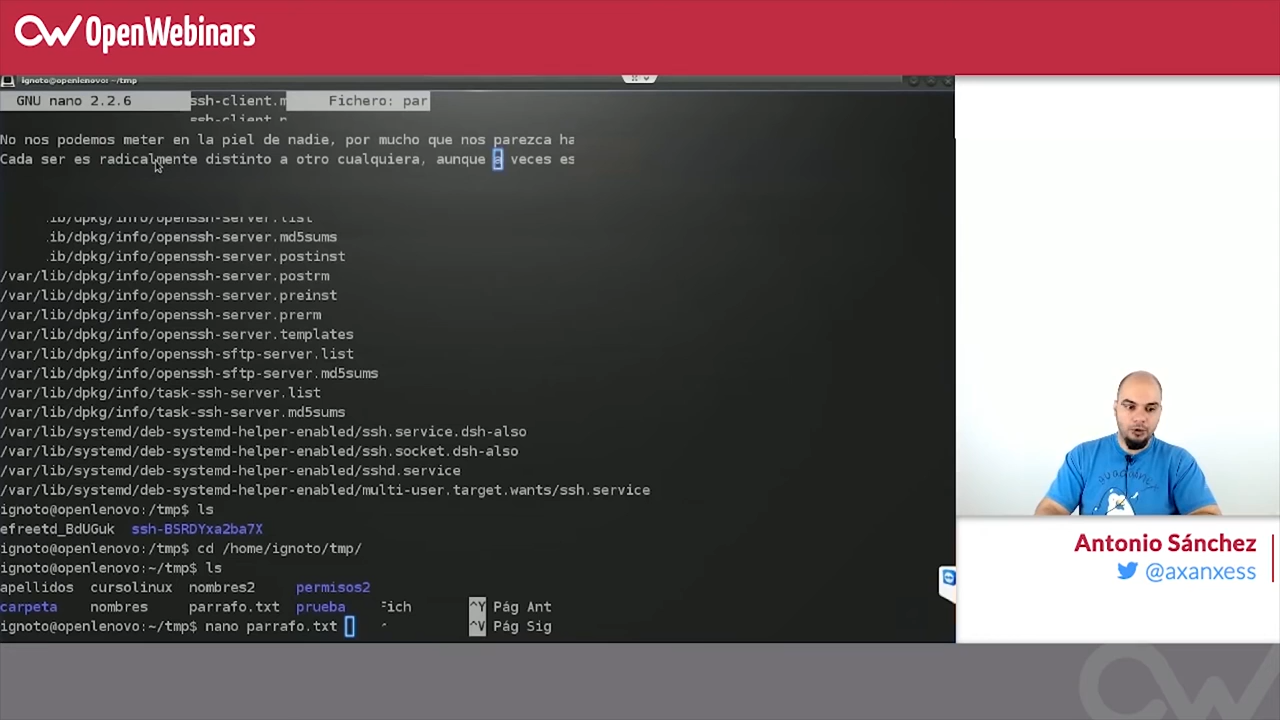 OpenWebinars
ignoto@openlenovo: ~/tmp
GNU nano 2.2.6 ssh-client.m Fichero: par
No nos podemos meter en la piel de nadie, por mucho que nos parezca ha
Cada ser es radicalmente distinto a otro cualquiera, aunque a veces es
.ib/dpkg/info/openssh-server.list
.ib/dpkg/info/openssh-server.md5sums
.ib/dpkg/info/openssh-server.postinst
/var/lib/dpkg/info/openssh-server.postrm
/var/lib/dpkg/info/openssh-server.preinst
/var/lib/dpkg/info/openssh-server.prerm
/var/lib/dpkg/info/openssh-server.templates
/var/lib/dpkg/info/openssh-sftp-server.list
/var/lib/dpkg/info/openssh-sftp-server.md5sums
/var/lib/dpkg/info/task-ssh-server.list
/var/lib/dpkg/info/task-ssh-server.md5sums
/var/lib/systemd/deb-systemd-helper-enabled/ssh.service.dsh-also
/var/lib/systemd/deb-systemd-helper-enabled/ssh.socket.dsh-also
/var/lib/systemd/deb-systemd-helper-enabled/sshd.service
/var/lib/systemd/deb-systemd-helper-enabled/multi-user.target.wants/ssh.service
ignoto@openlenovo:/tmp$ ls
efreetd_BdUGuk ssh-BSRDYxa2ba7X
ignoto@openlenovo:/tmp$ cd /home/ignoto/tmp/
ignoto@openlenovo:~/tmp$ ls
apellidos cursolinux nombres2 permisos2
carpeta nombres parrafo.txt prueba Fich ^Y Pág Ant
ignoto@openlenovo:~/tmp$ nano parrafo.txt ^ ^V Pág Sig
Antonio Sánchez
@axanxess